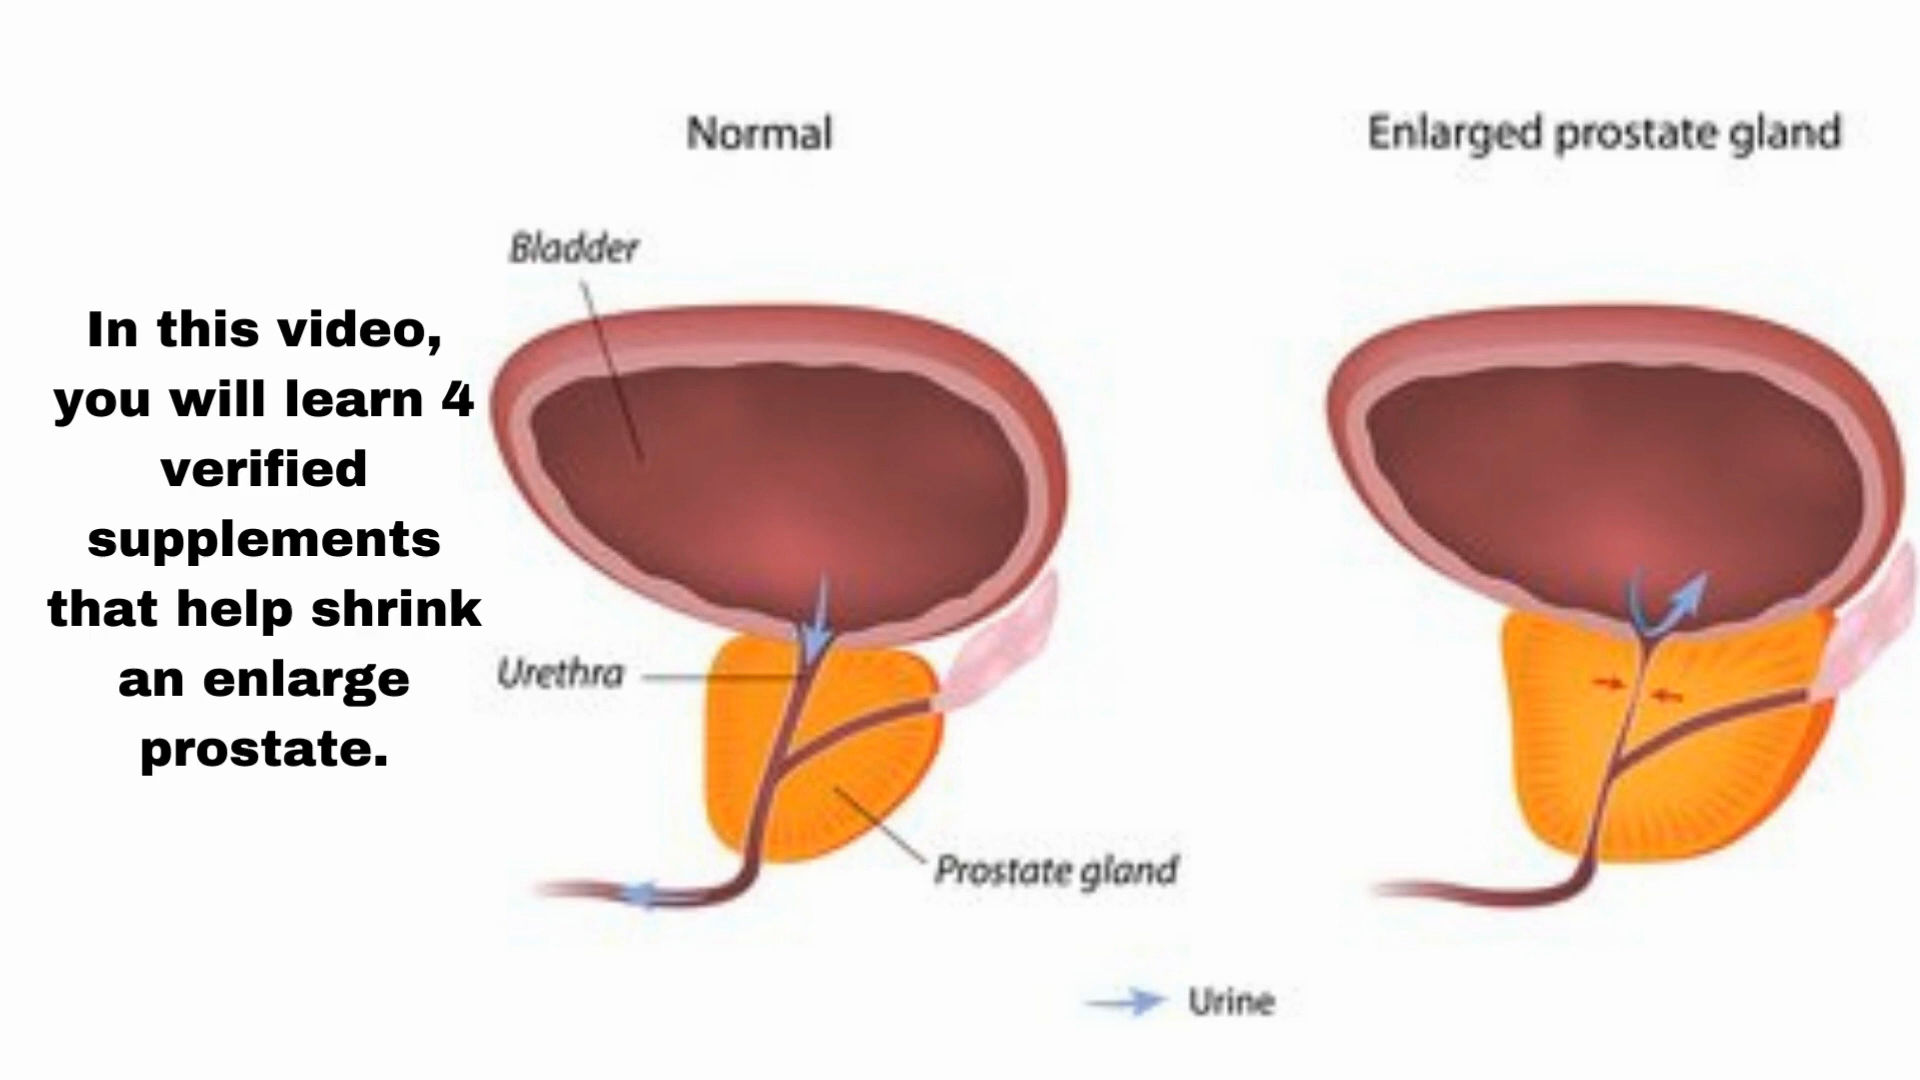 In this video,
you will learn 4
verified
supplements
that help shrink
an enlarge
prostate.
Normal
Bladder
Urethra
Prostate gland
Enlarged prostate gland
Urine